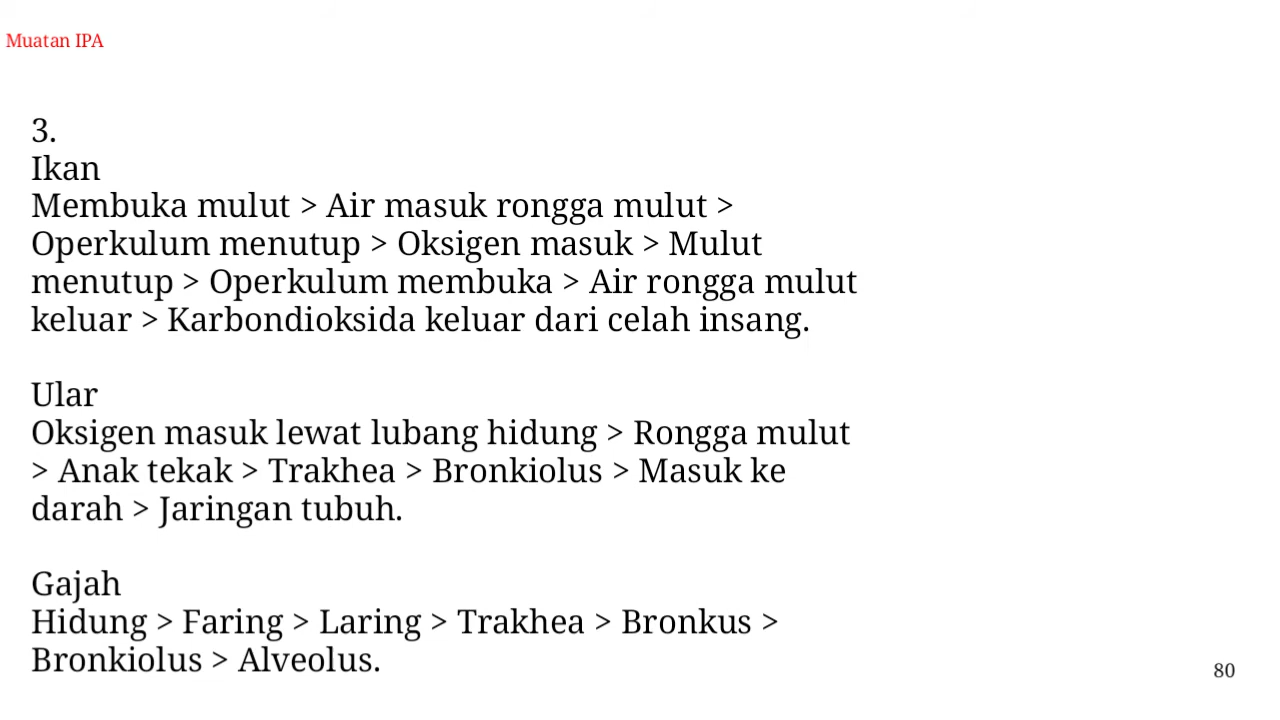 Muatan IPA
3.
Ikan
Membuka mulut > Air masuk rongga mulut >
Operkulum menutup > Oksigen masuk > Mulut
menutup > Operkulum membuka > Air rongga mulut
keluar > Karbondioksida keluar dari celah insang.
Ular
Oksigen masuk lewat lubang hidung > Rongga mulut
> Anak tekak > Trakhea > Bronkiolus > Masuk ke
darah > Jaringan tubuh.
Gajah
Hidung > Faring > Laring > Trakhea > Bronkus >
Bronkiolus > Alveolus.
80